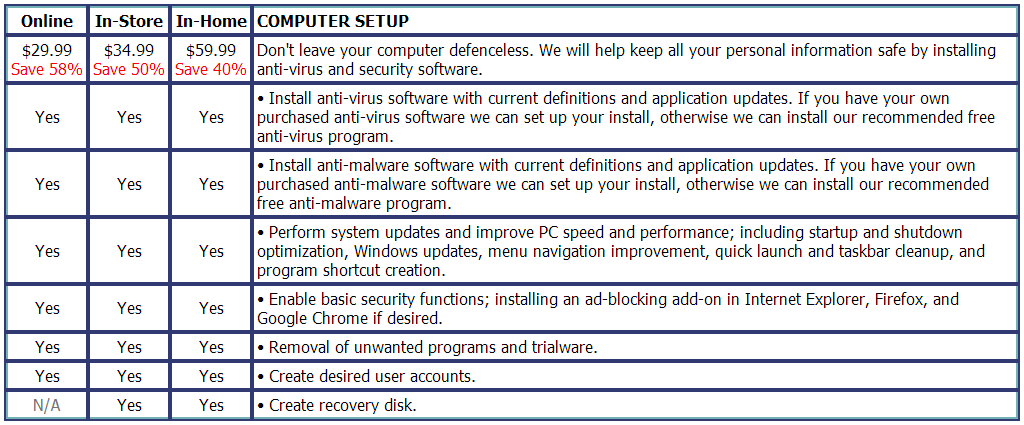 Online In-Store In-Home COMPUTER SETUP
$29.99 $34.99 $59.99 Don't leave your computer defenceless. We will help keep all your personal information safe by installing
Save 58% Save 50% Save 40% anti-virus and security software.
• Install anti-virus software with current definitions and application updates. If you have your own
Yes Yes Yes purchased anti-virus software we can set up your install, otherwise we can install our recommended free
anti-virus program.
• Install anti-malware software with current definitions and application updates. If you have your own
Yes Yes Yes purchased anti-malware software we can set up your install, otherwise we can install our recommended
free anti-malware program.
• Perform system updates and improve PC speed and performance; including startup and shutdown
Yes Yes Yes optimization, Windows updates, menu navigation improvement, quick launch and taskbar cleanup, and
program shortcut creation.
Yes Yes Yes • Enable basic security functions; installing an ad-blocking add-on in Internet Explorer, Firefox, and
Google Chrome if desired.
Yes Yes Yes • Removal of unwanted programs and trialware.
Yes Yes Yes • Create desired user accounts.
N/A Yes Yes • Create recovery disk.